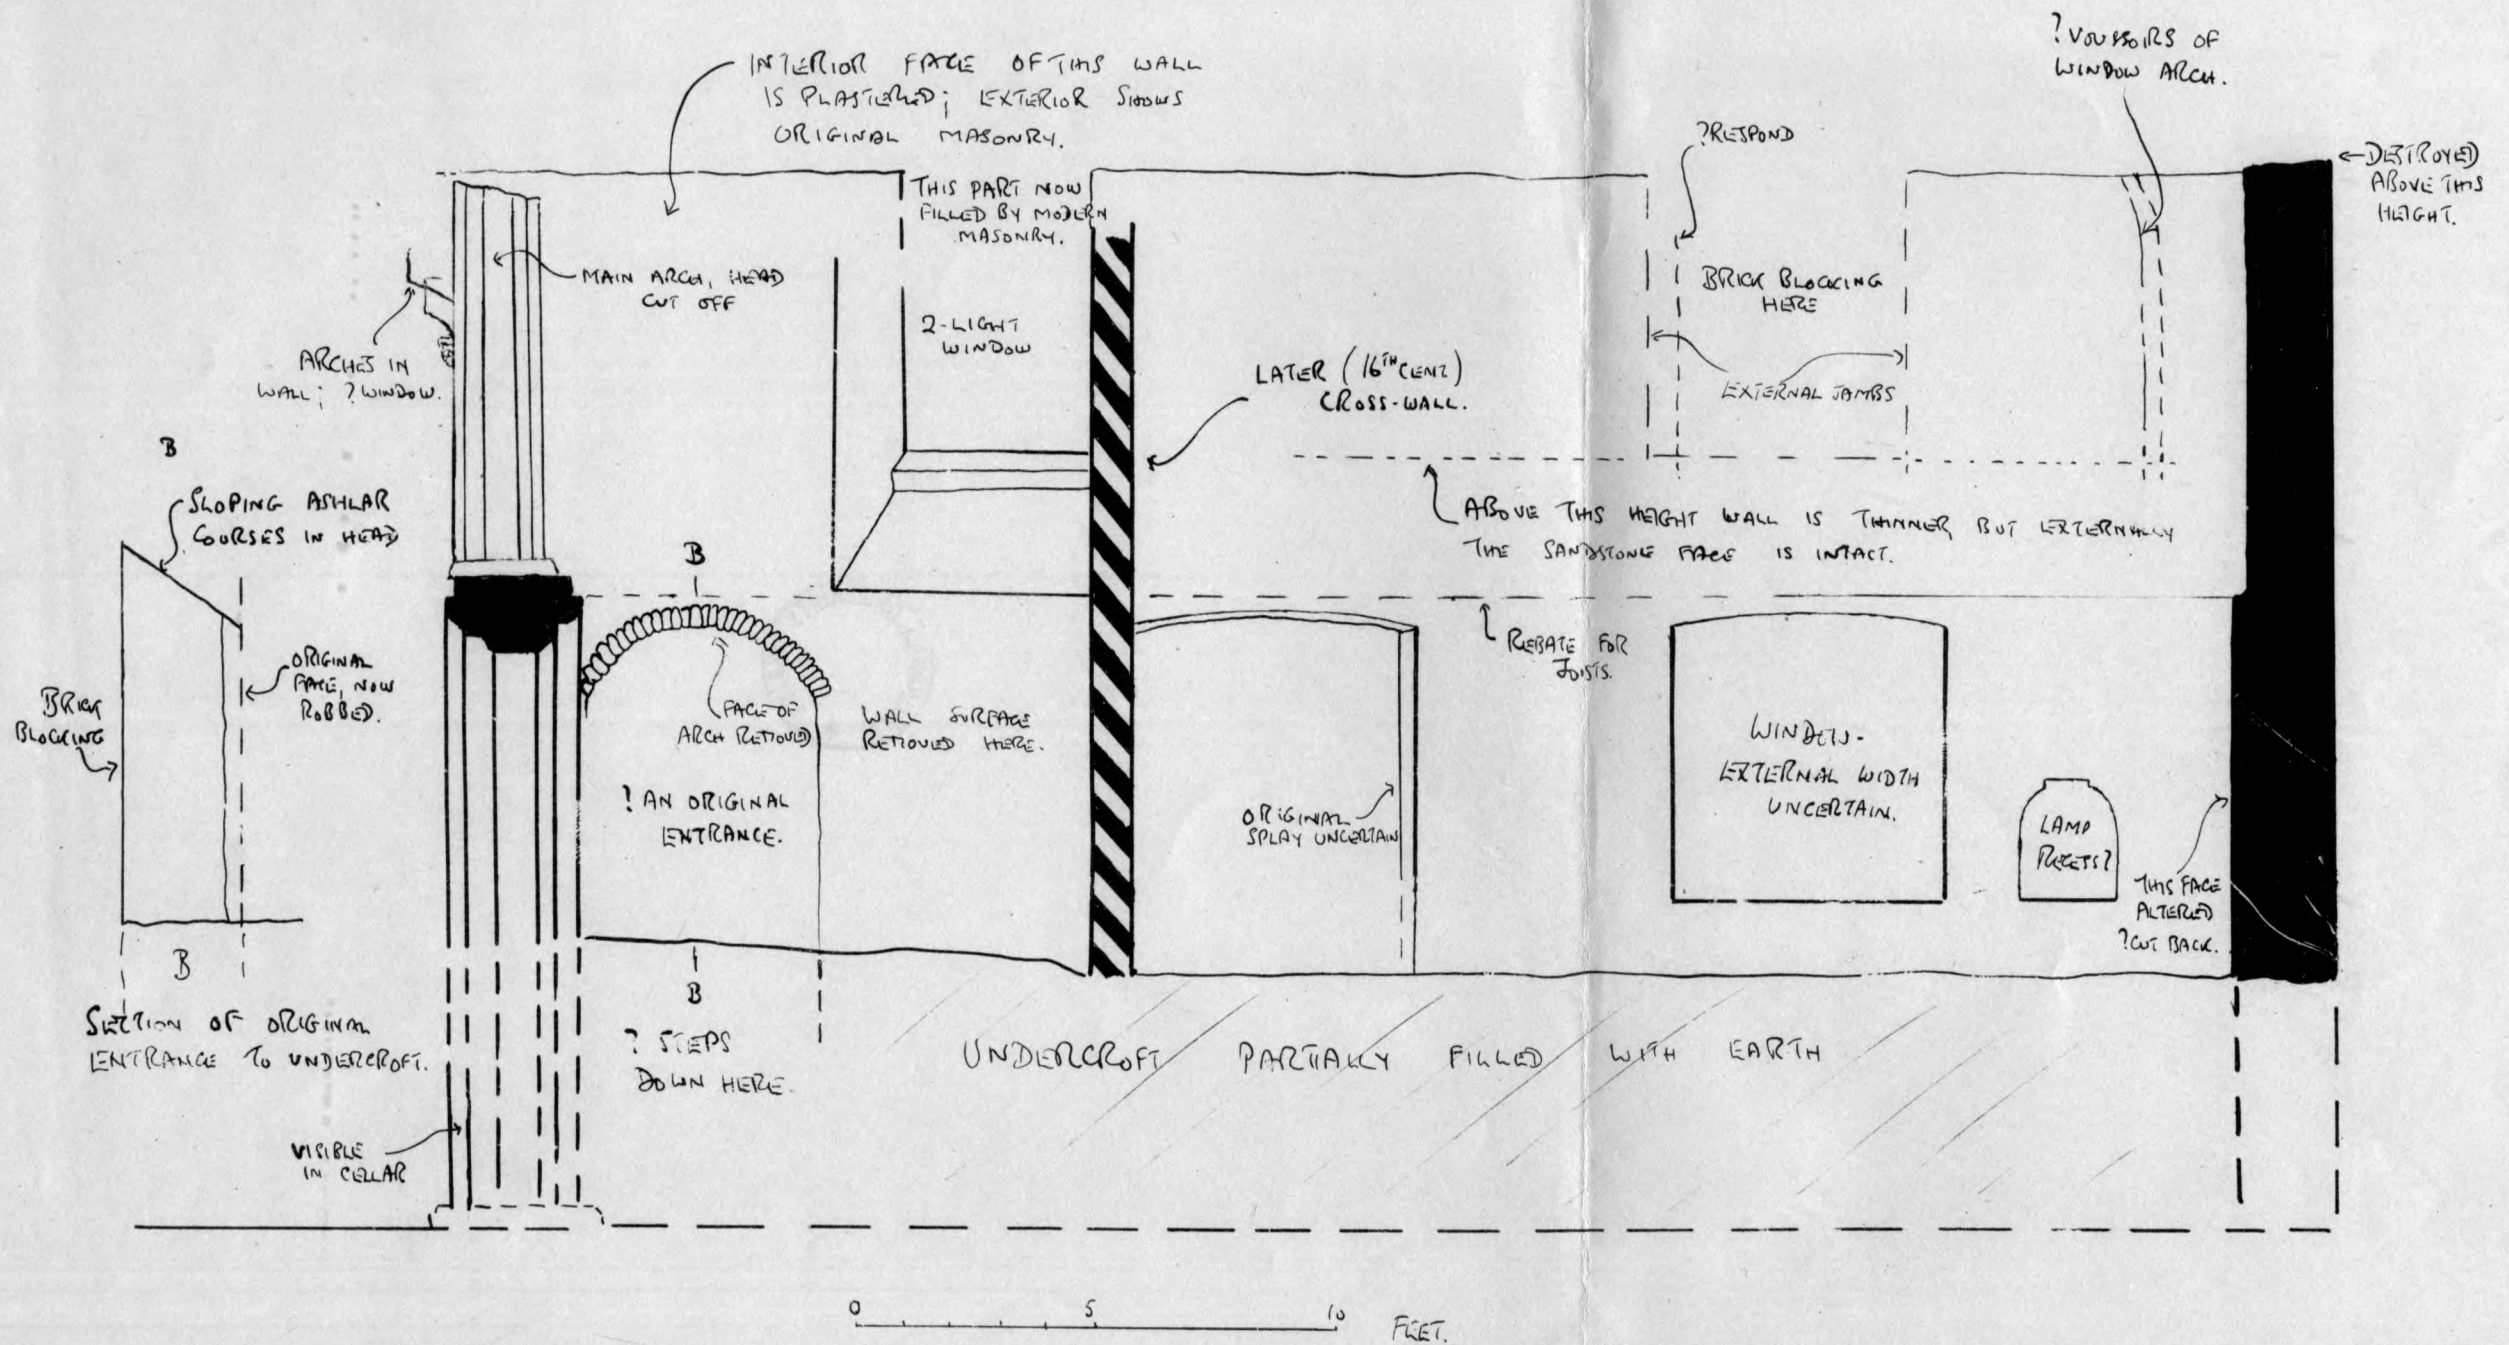 INTERIOR FACE OF THIS WALL
IS PLASTERED; EXTERIOR SHOWS
ORIGINAL MASONRY.
? VOUSSOIRS OF
WINDOW ARCH.
? RESPOND
← DESTROYED
ABOVE THIS
HEIGHT.
THIS PART NOW
FILLED BY MODERN
MASONRY.
MAIN ARCH, HEAD
CUT OFF
BRICK BLOCKING
HERE
2-LIGHT
WINDOW
ARCHES IN
WALL; ? WINDOW.
LATER (16TH CENT)
CROSS-WALL.
EXTERNAL JAMBS
B
SLOPING ASHLAR
COURSES IN HEAD
ABOVE THIS HEIGHT WALL IS THINNER, BUT EXTERNALLY
THE SANDSTONE FACE IS INTACT.
B
REBATE FOR
JOISTS.
ORIGINAL
FACE, NOW
ROBBED.
BRICK
BLOCKING
FACE OF
ARCH REMOVED
WALL SURFACE
REMOVED HERE.
WINDOW-
EXTERNAL WIDTH
UNCERTAIN.
? AN ORIGINAL
ENTRANCE.
ORIGINAL
SPLAY UNCERTAIN
LAMP
RECESS?
THIS FACE
ALTERED
? CUT BACK.
B
B
SECTION OF ORIGINAL
ENTRANCE TO UNDERCROFT.
? STEPS
DOWN HERE.
UNDERCROFT PARTIALLY FILLED WITH EARTH
VISIBLE
IN CELLAR
0 5 10
FEET.